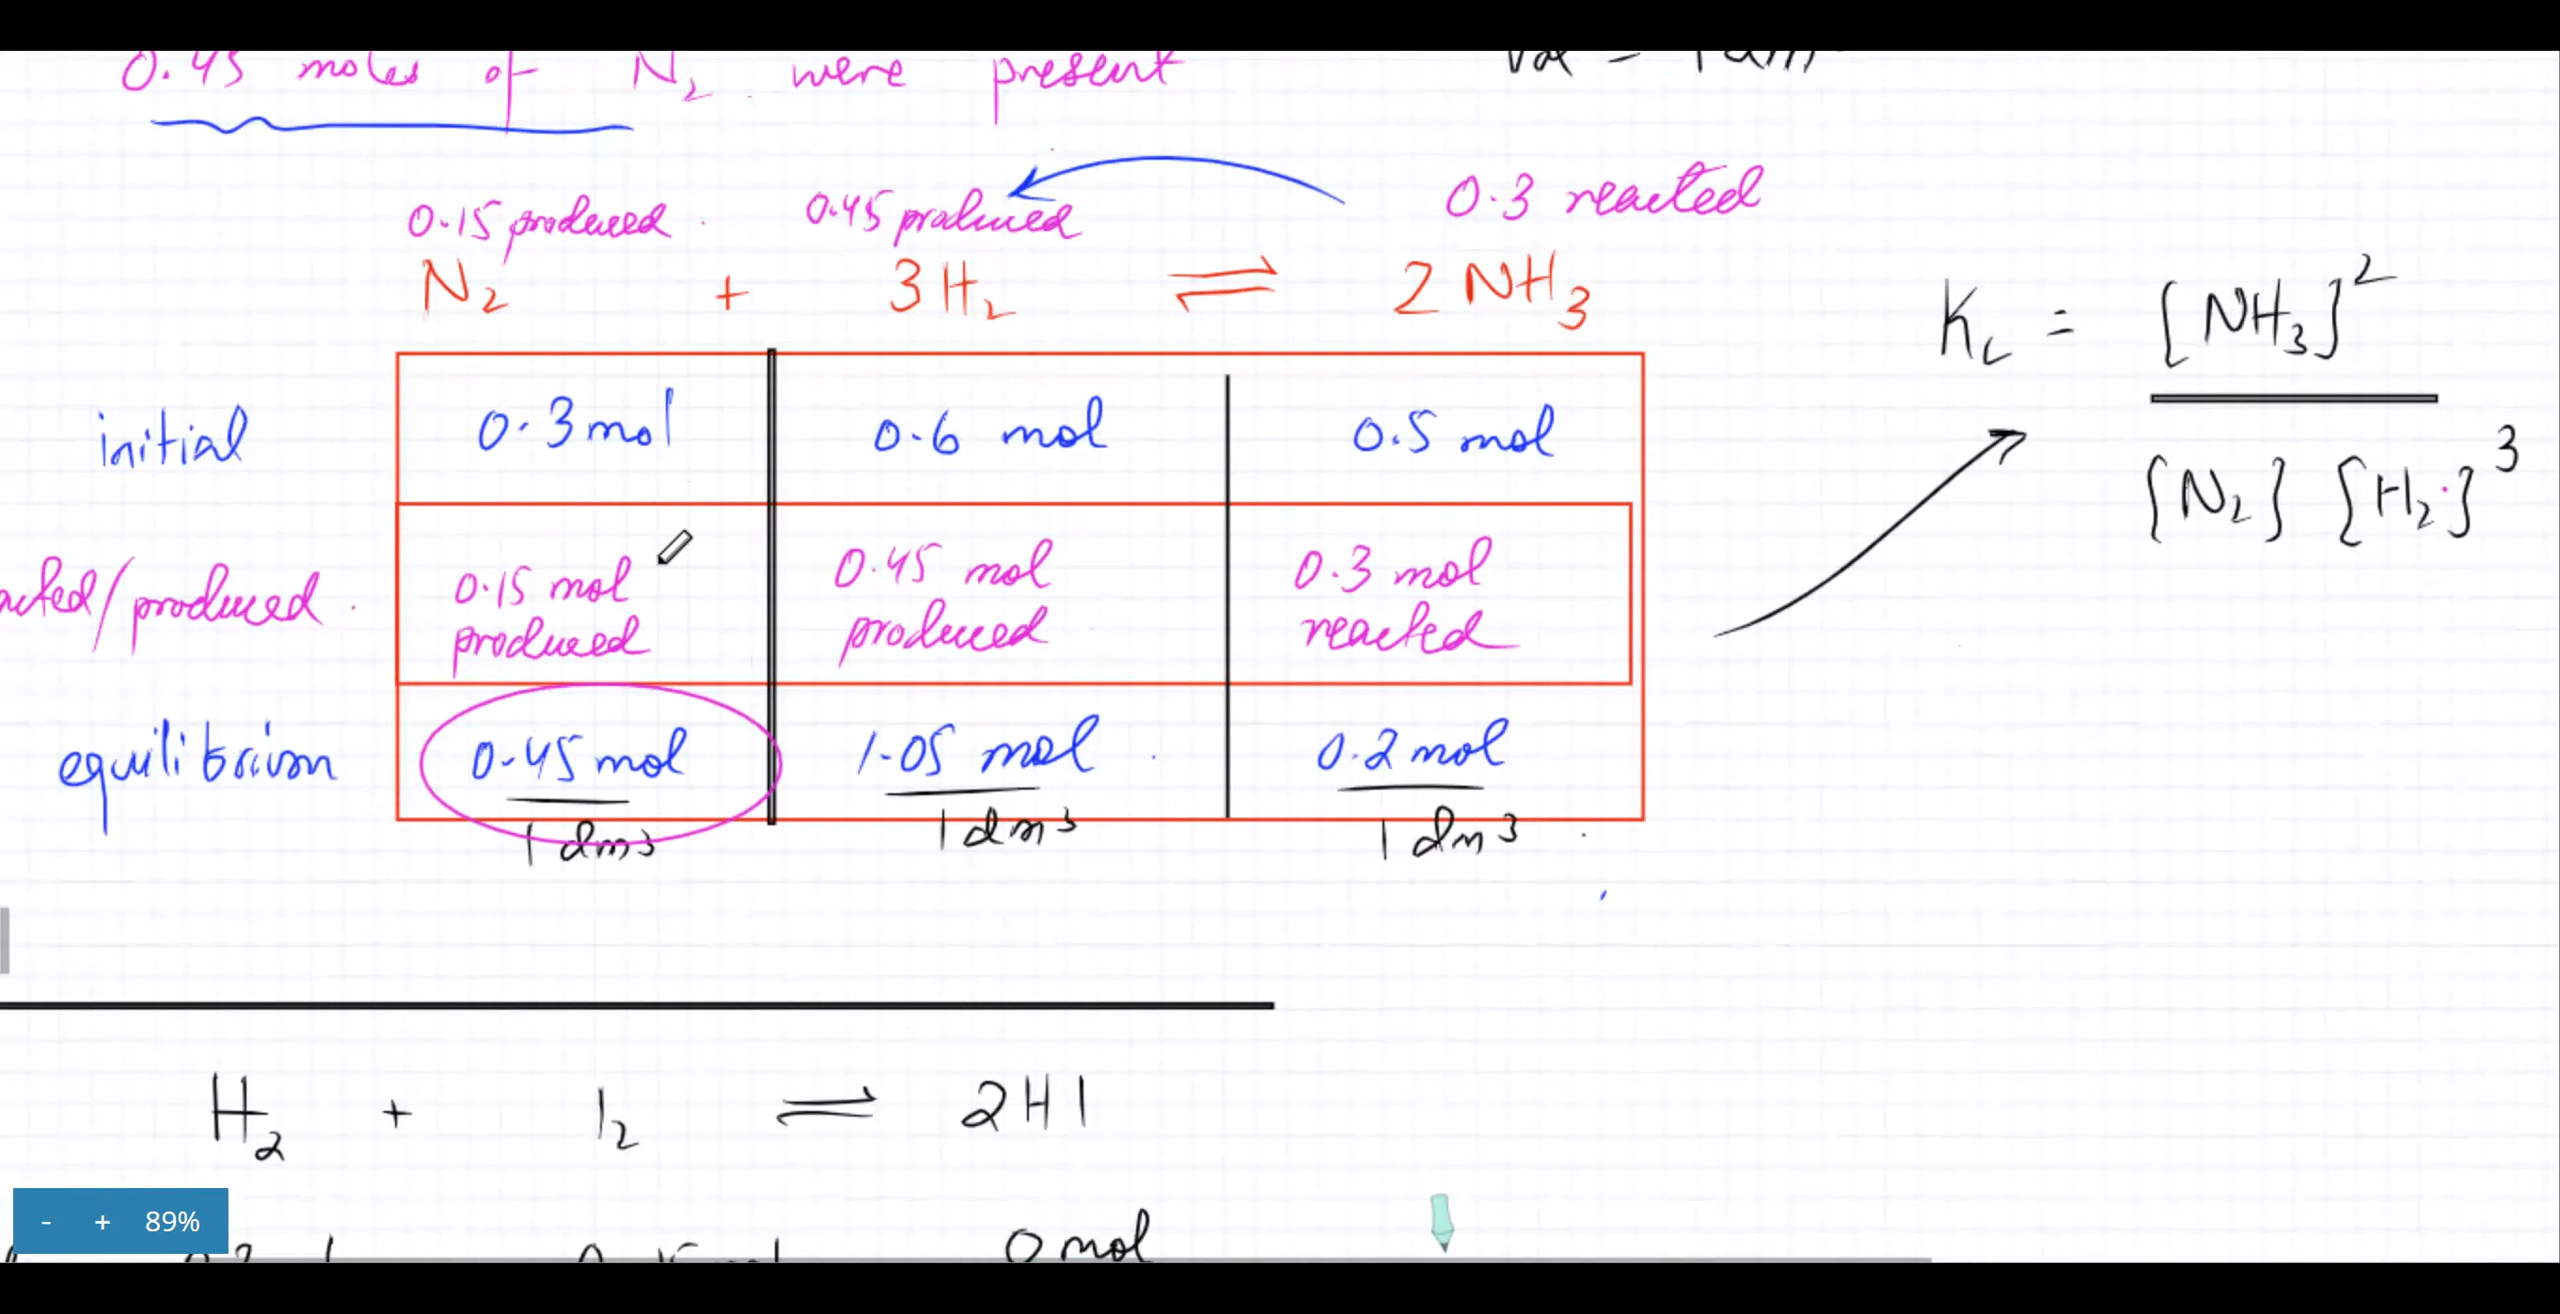 0.45 moles of N₂ were present
Vol = 1dm
0.15 produced 0.45 produced 0.3 reacted
N₂ + 3H₂ ⇌ 2NH₃
Kc = [NH₃]² / [N₂] [H₂]³
initial 0.3 mol 0.6 mol 0.5 mol
acted/produced 0.15 mol produced 0.45 mol produced 0.3 mol reacted
equilibrium 0.45 mol 1.05 mol 0.2 mol
1 dm³ 1 dm³ 1 dm³
H₂ + I₂ ⇌ 2HI
0 mol
- + 89%